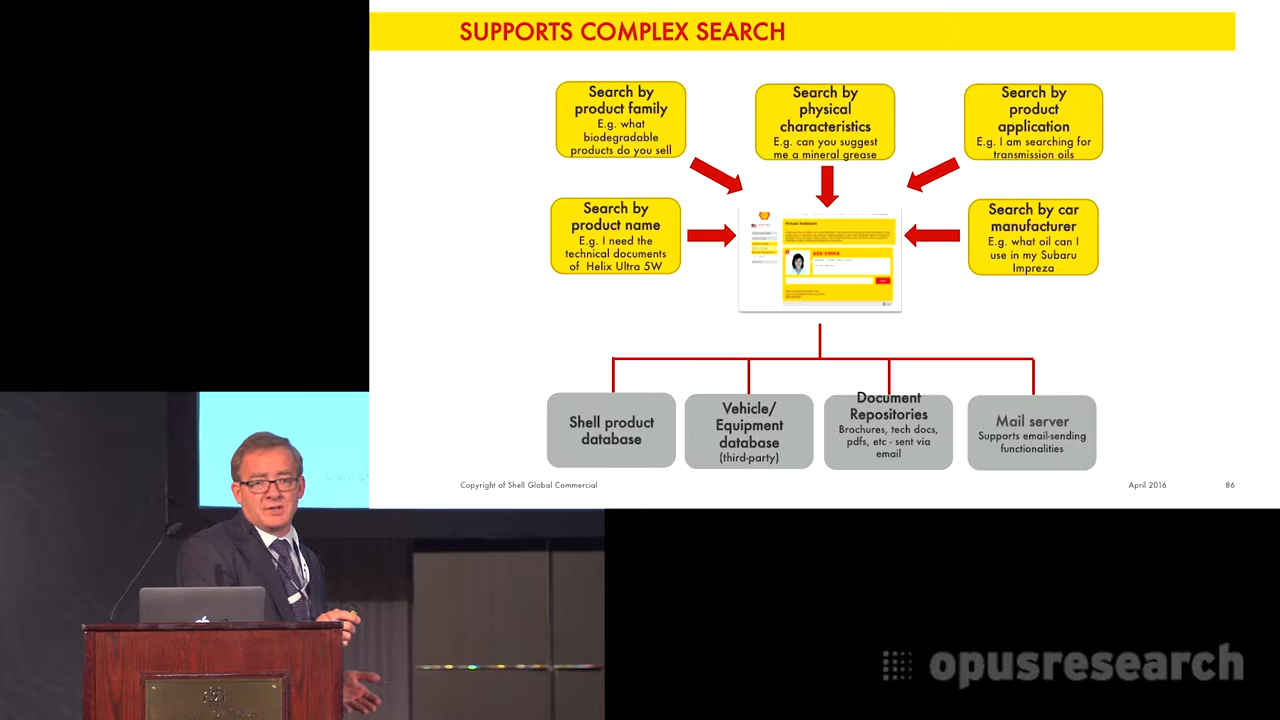 SUPPORTS COMPLEX SEARCH
Search by
product family
E.g. what
biodegradable
products do you sell
Search by
physical
characteristics
E.g. can you suggest
me a mineral grease
Search by
product
application
E.g. I am searching for
transmission oils
Search by
product name
E.g. I need the
technical documents
of Helix Ultra 5W
Virtual Assistant
ASK EMMA
Search by car
manufacturer
E.g. what oil can I
use in my Subaru
Impreza
Shell product
database
Vehicle/
Equipment
database
(third-party)
Document
Repositories
Brochures, tech docs,
pdfs, etc - sent via
email
Mail server
Supports email-sending
functionalities
Copyright of Shell Global Commercial
April 2016
86
opusresearch